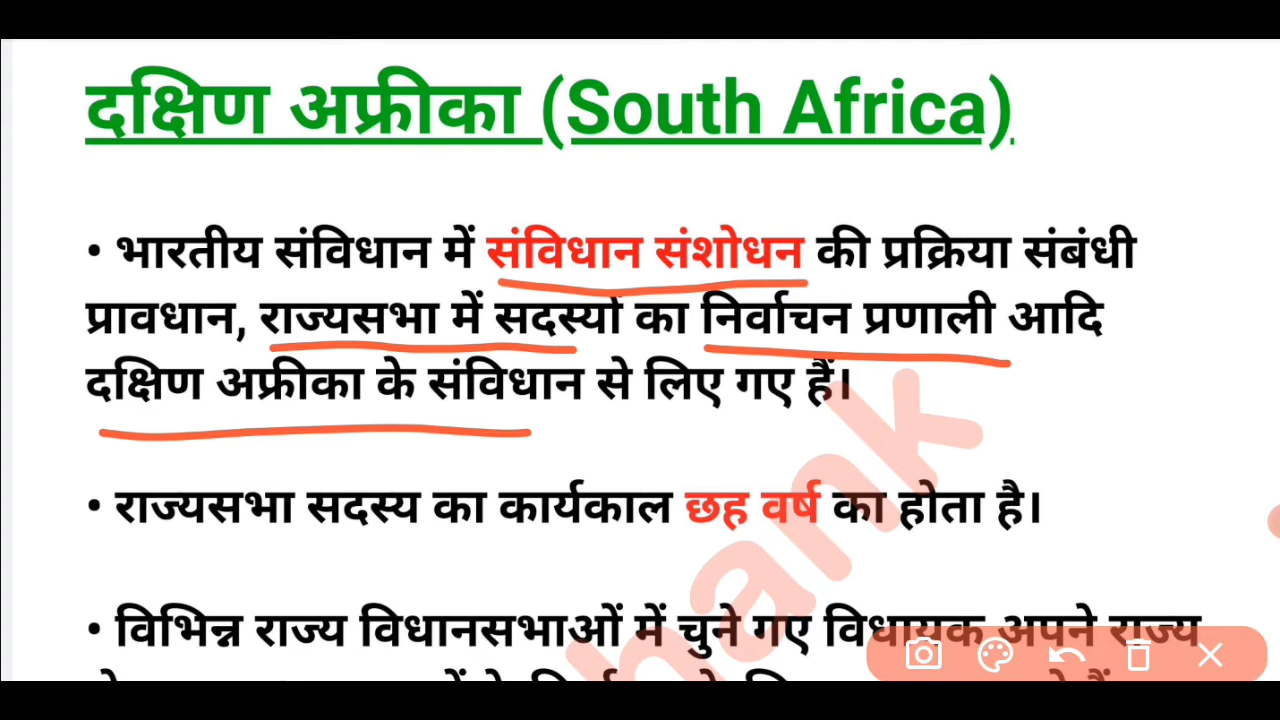 दक्षिण अफ्रीका (South Africa)
• भारतीय संविधान में संविधान संशोधन की प्रक्रिया संबंधी
प्रावधान, राज्यसभा में सदस्यों का निर्वाचन प्रणाली आदि
दक्षिण अफ्रीका के संविधान से लिए गए हैं।
• राज्यसभा सदस्य का कार्यकाल छह वर्ष का होता है।
• विभिन्न राज्य विधानसभाओं में चुने गए विधायक अपने राज्य
hank